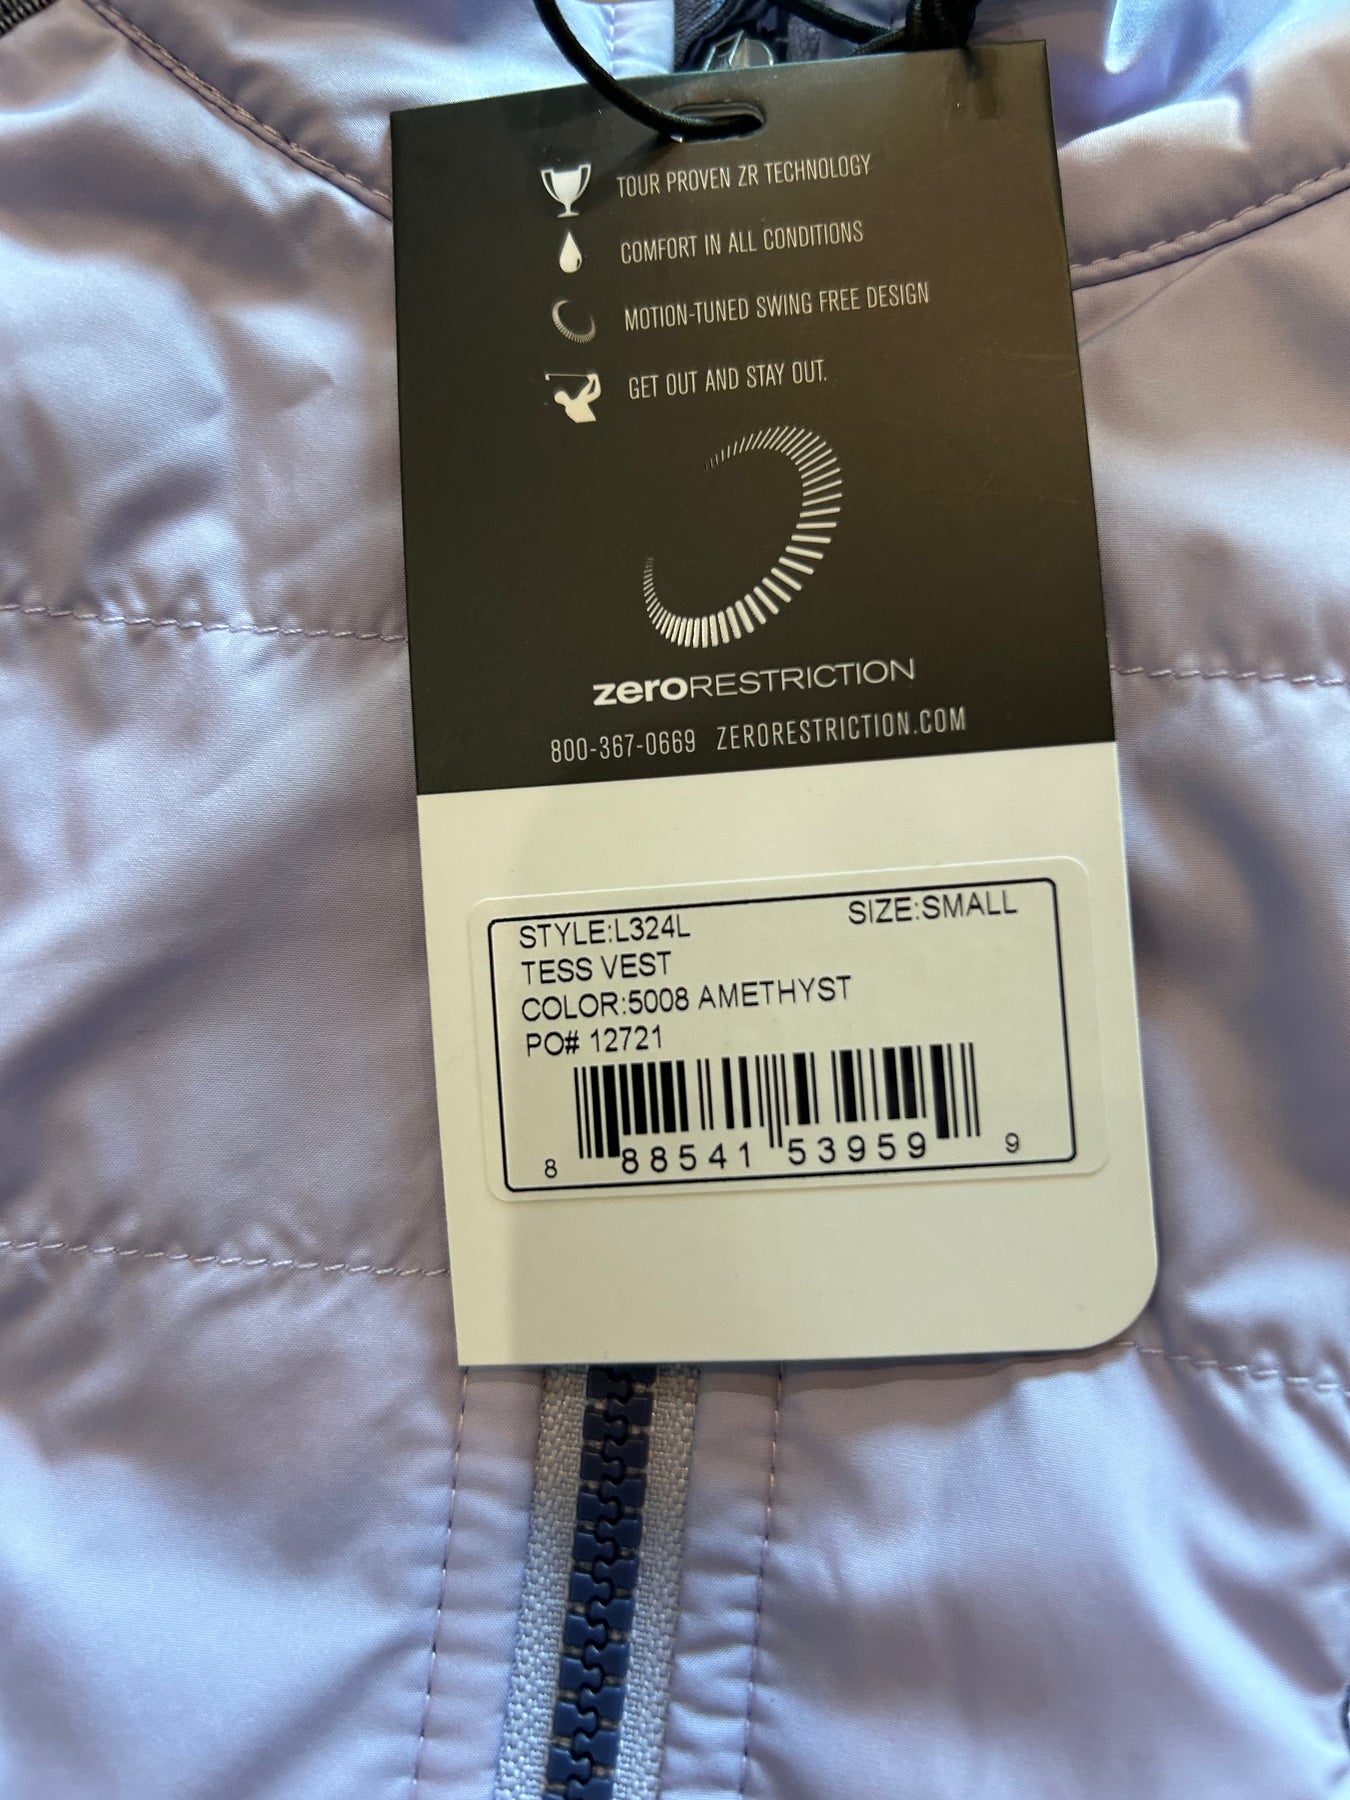 TOUR PROVEN ZR TECHNOLOGY
COMFORT IN ALL CONDITIONS
MOTION-TUNED SWING FREE DESIGN
GET OUT AND STAY OUT.
zeroRESTRICTION
800-367-0669 ZERORESTRICTION.COM
STYLE:L324L SIZE:SMALL
TESS VEST
COLOR:5008 AMETHYST
PO# 12721
8 88541 53959 9